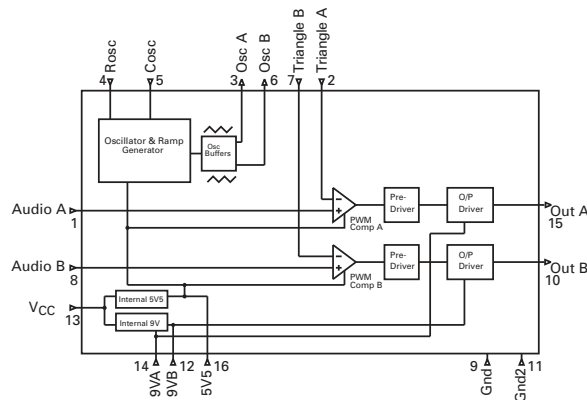 Rosc
Cosc
Osc A
Osc B
Triangle B
Triangle A
4
5
3
6
7
2
Oscillator & Ramp
Generator
Osc
Buffers
Audio A
1
PWM
Comp A
Pre-
Driver
O/P
Driver
Out A
15
Audio B
8
PWM
Comp B
Pre-
Driver
O/P
Driver
Out B
10
VCC
13
Internal 5V5
Internal 9V
14
12
16
9
11
9VA
9VB
5V5
Gnd
Gnd2